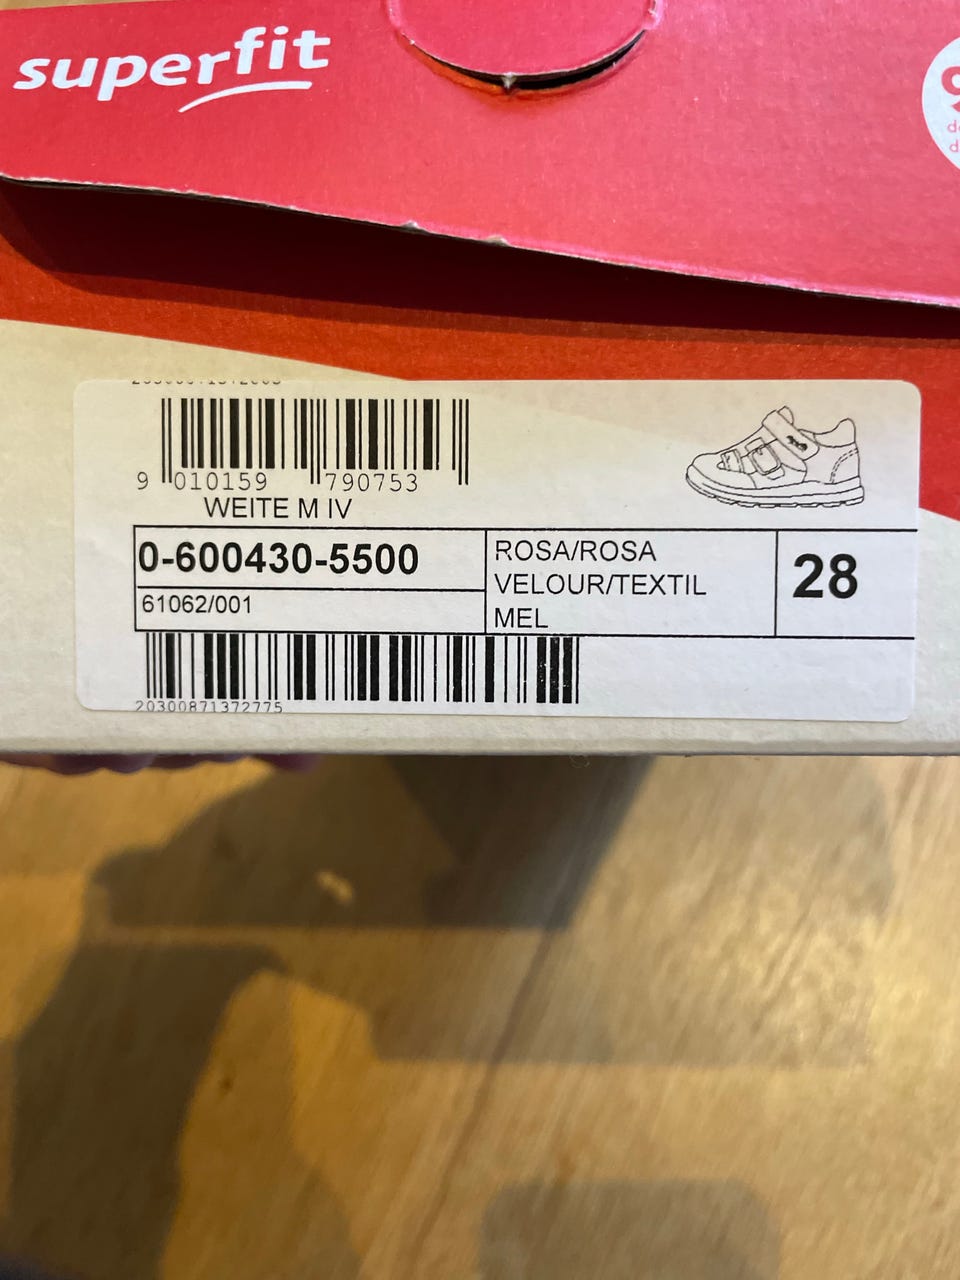 superfit
9 010159 790753
WEITE M IV
0-600430-5500
61062/001
ROSA/ROSA
VELOUR/TEXTIL
MEL
28
20300871372775